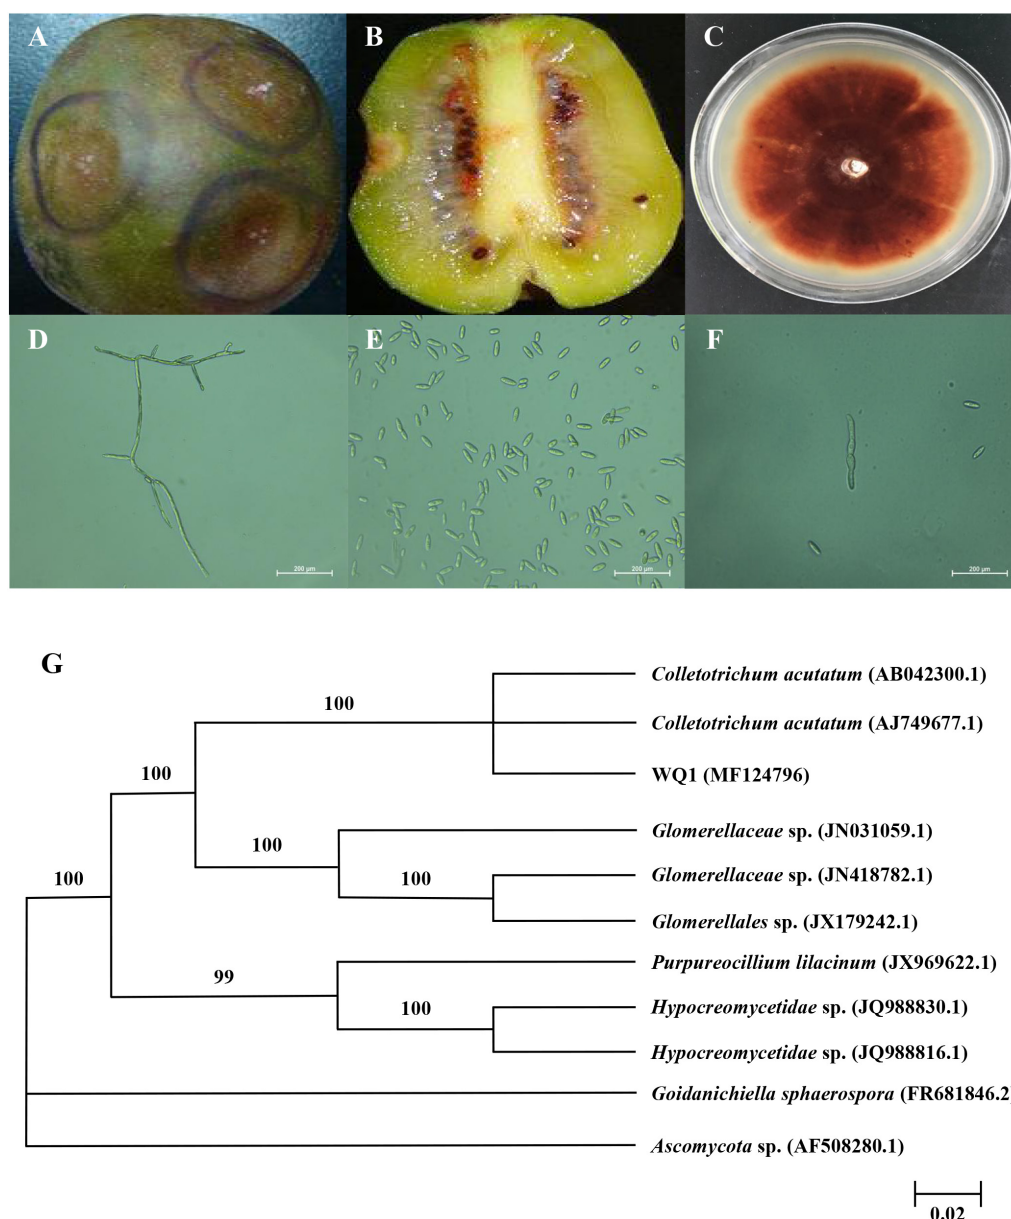 A B C
D E F
200 µm 200 µm 200 µm
G
Colletotrichum acutatum (AB042300.1)
100
Colletotrichum acutatum (AJ749677.1)
100
WQ1 (MF124796)
Glomerellaceae sp. (JN031059.1)
100
100
Glomerellaceae sp. (JN418782.1)
100
Glomerellales sp. (JX179242.1)
Purpureocillium lilacinum (JX969622.1)
99
Hypocreomycetidae sp. (JQ988830.1)
100
Hypocreomycetidae sp. (JQ988816.1)
Goidanichiella sphaerospora (FR681846.2)
Ascomycota sp. (AF508280.1)
0.02